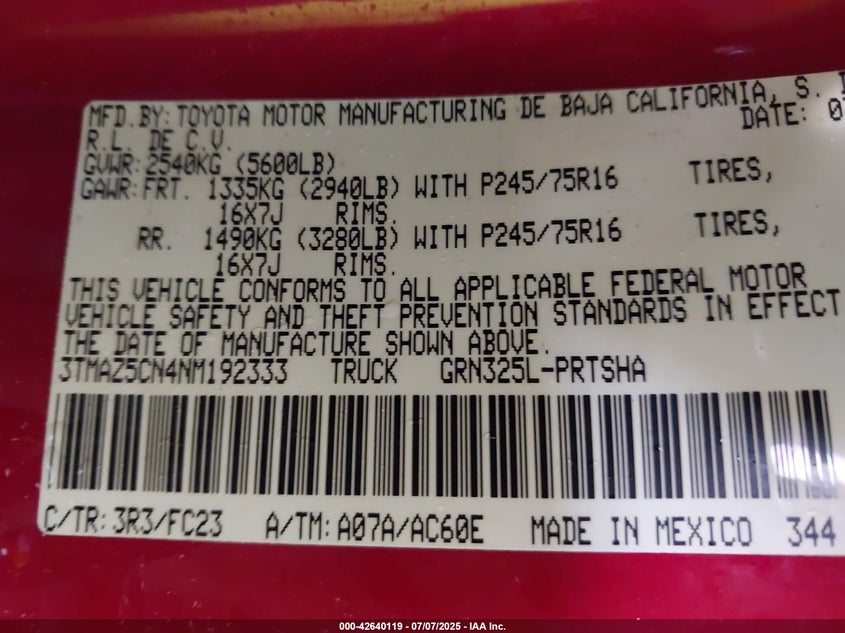 MFD.BY: TOYOTA MOTOR MANUFACTURING DE BAJA CALIFORNIA, S.
R.L. DE C.V. DATE:
GVWR: 2540KG (5600LB)
GAWR: FRT. 1335KG (2940LB) WITH P245/75R16 TIRES,
16X7J RIMS.
RR. 1490KG (3280LB) WITH P245/75R16 TIRES,
16X7J RIMS.
THIS VEHICLE CONFORMS TO ALL APPLICABLE FEDERAL MOTOR
VEHICLE SAFETY AND THEFT PREVENTION STANDARDS IN EFFECT
THE DATE OF MANUFACTURE SHOWN ABOVE.
3TMAZ5CN4NM192333 TRUCK GRN325L-PRTSHA
C/TR: 3R3/FC23 A/TM: A07A/AC60E MADE IN MEXICO 344
000-42640119 - 07/07/2025 - IAA Inc.